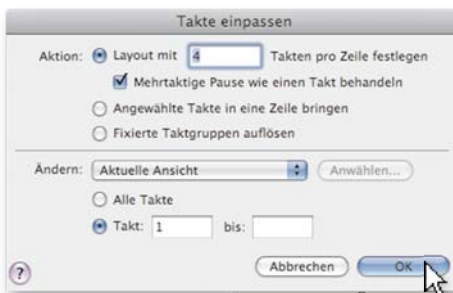 Takte einpassen
Aktion: Layout mit 4 Takten pro Zeile festlegen
Mehrtaktige Pause wie einen Takt behandeln
Angewählte Takte in eine Zeile bringen
Fixierte Taktgruppen auflösen
Ändern: Aktuelle Ansicht Anwählen...
Alle Takte
Takt: 1 bis:
? Abbrechen OK